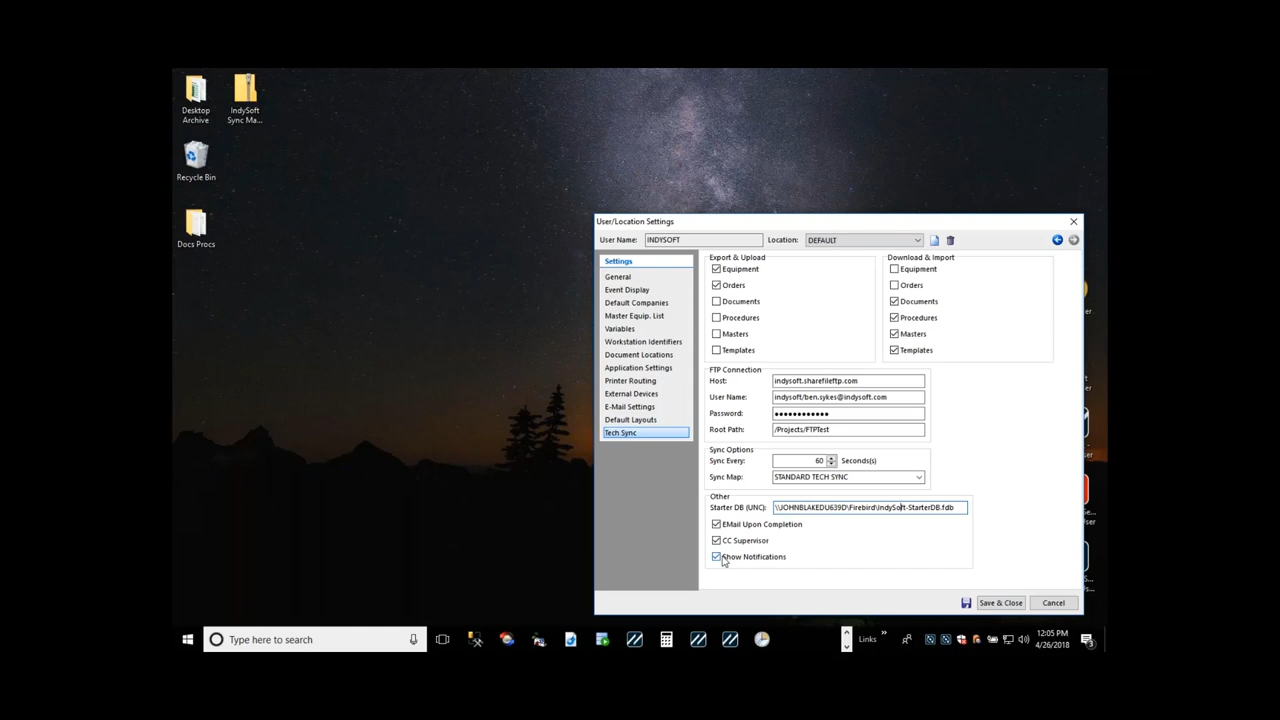 Desktop
Archive
IndySoft
Sync Ma...
Recycle Bin
Docs Procs
User/Location Settings
User Name: INDYSOFT Location: DEFAULT
Settings
General
Event Display
Default Companies
Master Equip. List
Variables
Workstation Identifiers
Document Locations
Application Settings
Printer Routing
External Devices
E-Mail Settings
Default Layouts
Tech Sync
Export & Upload
Equipment
Orders
Documents
Procedures
Masters
Templates
Download & Import
Equipment
Orders
Documents
Procedures
Masters
Templates
FTP Connection
Host: indysoft.sharefileftp.com
User Name: indysoft/ben.sykes@indysoft.com
Password: ••••••••••••
Root Path: /Projects/FTPTest
Sync Options
Sync Every: 60 Seconds(s)
Sync Map: STANDARD TECH SYNC
Other
Starter DB (UNC): \\JOHNBLAKEDU639D\Firebird\IndySoft-StarterDB.fdb
EMail Upon Completion
CC Supervisor
Show Notifications
Save & Close Cancel
Type here to search
Links
12:05 PM
4/26/2018
3